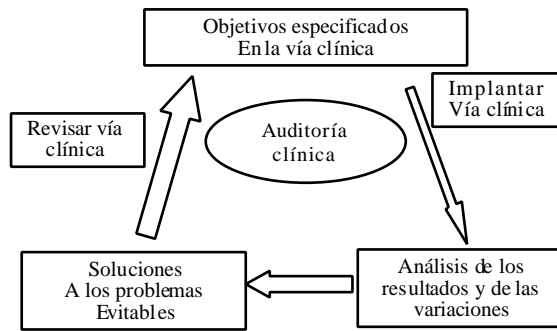 Objetivos especificados
En la vía clínica
Implantar
Vía clínica
Revisar vía
clínica
Auditoría
clínica
Soluciones
A los problemas
Evitables
Análisis de los
resultados y de las
variaciones